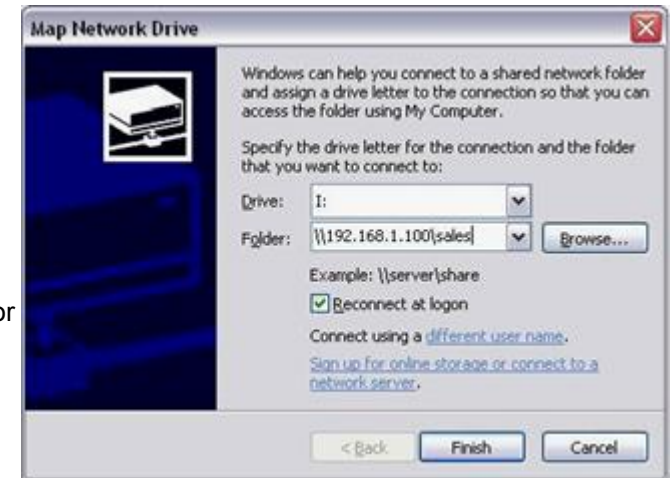 Map Network Drive
Windows can help you connect to a shared network folder
and assign a drive letter to the connection so that you can
access the folder using My Computer.
Specify the drive letter for the connection and the folder
that you want to connect to:
Drive: I:
Folder: \\192.168.1.100\sales Browse...
Example: \\server\share
or
Reconnect at logon
Connect using a different user name.
Sign up for online storage or connect to a
network server.
< Back Finish Cancel